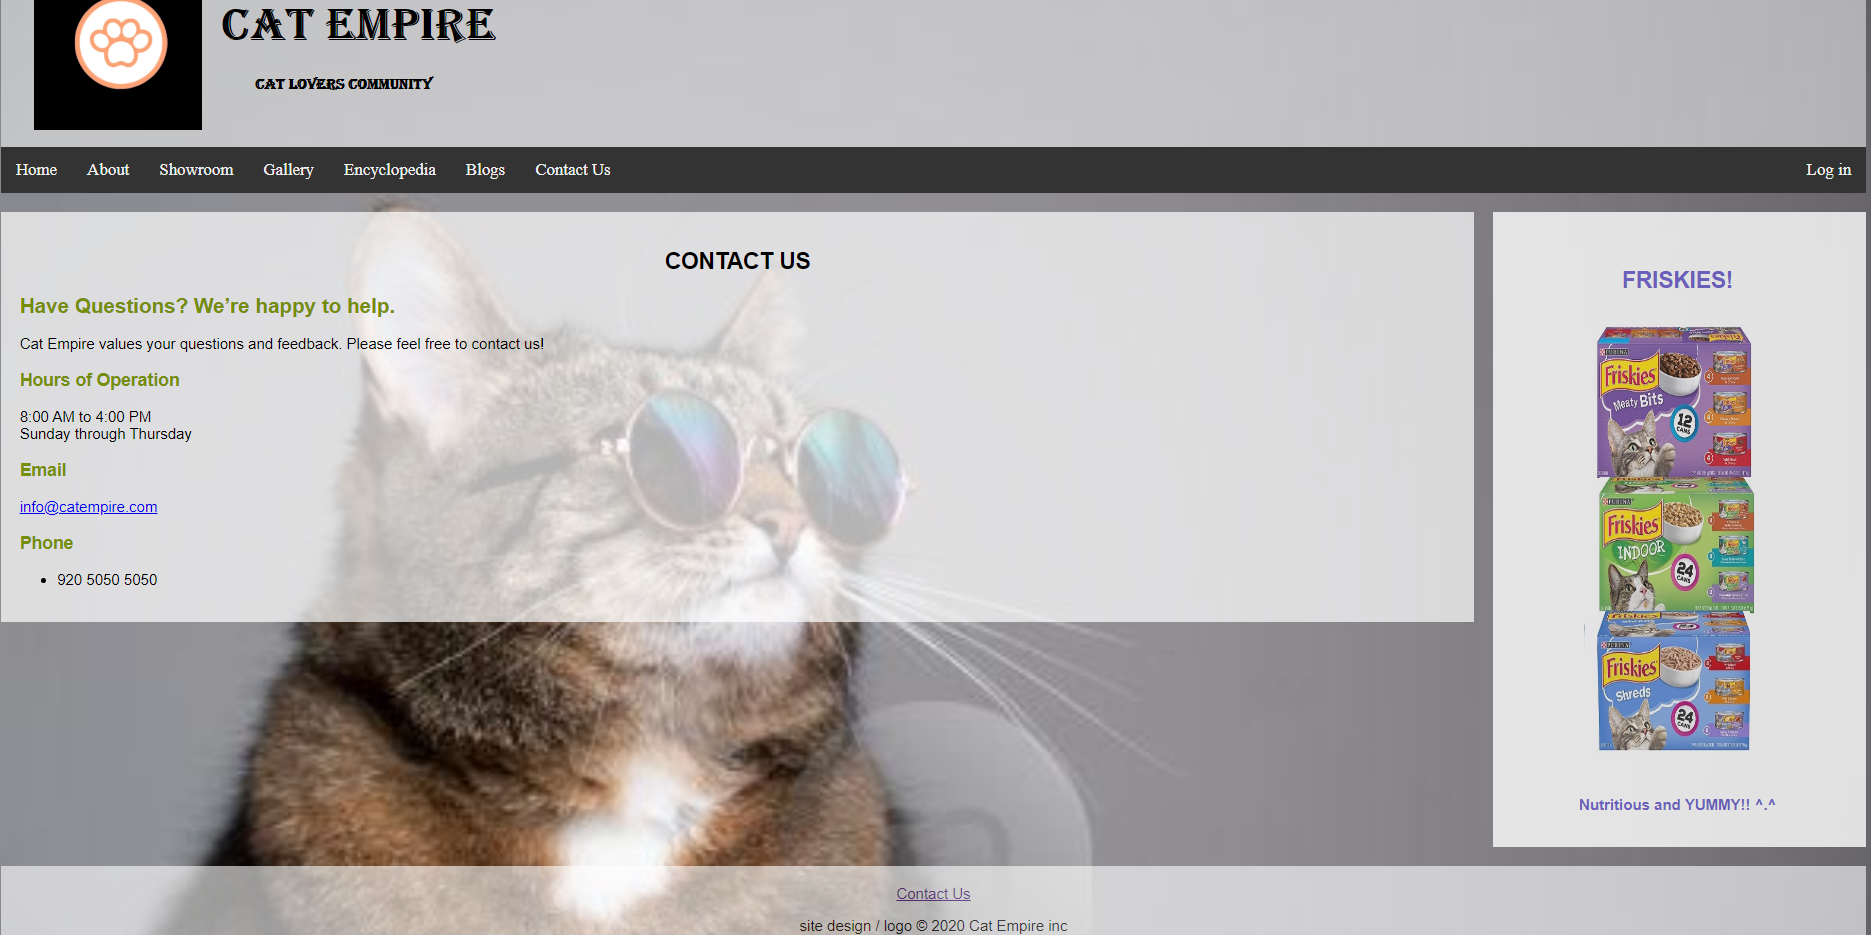 CAT EMPIRE
CAT LOVERS COMMUNITY
Home About Showroom Gallery Encyclopedia Blogs Contact Us Log in
CONTACT US
Have Questions? We’re happy to help.
Cat Empire values your questions and feedback. Please feel free to contact us!
Hours of Operation
8:00 AM to 4:00 PM
Sunday through Thursday
Email
info@catempire.com
Phone
• 920 5050 5050
FRISKIES!
PURINA
Friskies
Meaty Bits
12
CANS
PURINA
Friskies
INDOOR
24
CANS
PURINA
Friskies
Shreds
24
CANS
Nutritious and YUMMY!! ^.^
Contact Us
site design / logo © 2020 Cat Empire inc